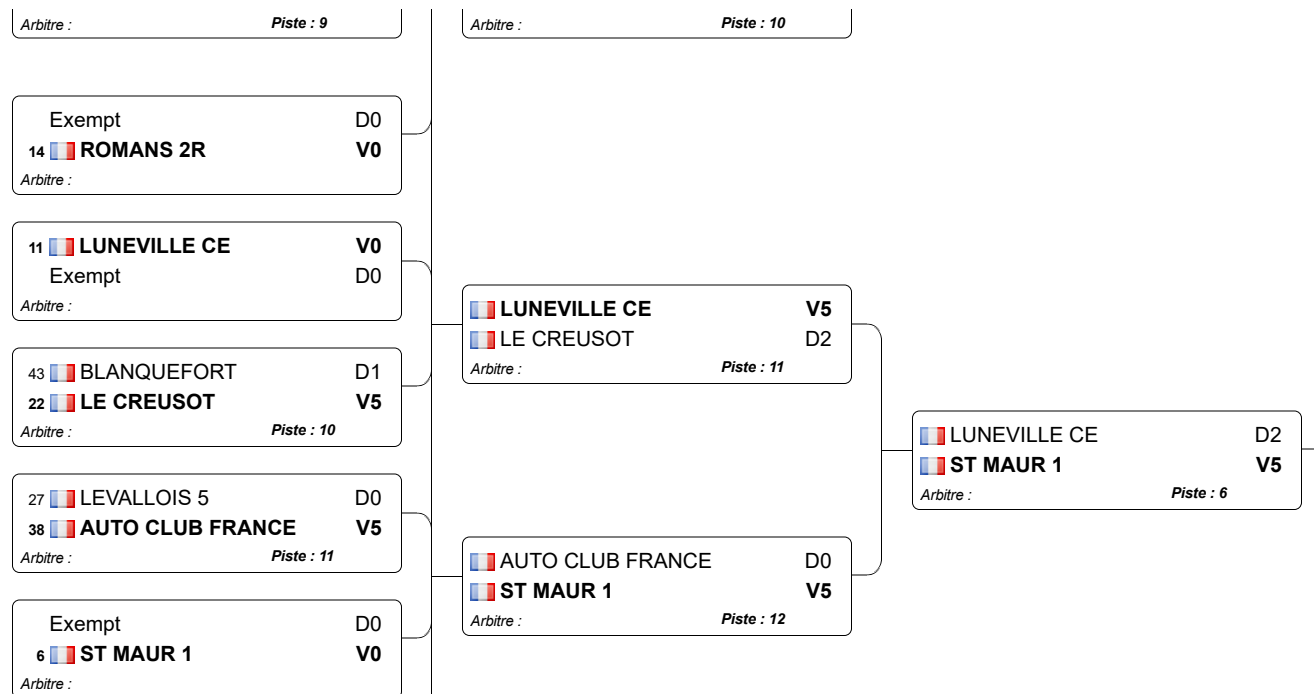 Arbitre : Piste : 9
Exempt D0
14 ROMANS 2R V0
Arbitre :
11 LUNEVILLE CE V0
Exempt D0
Arbitre :
43 BLANQUEFORT D1
22 LE CREUSOT V5
Arbitre : Piste : 10
27 LEVALLOIS 5 D0
38 AUTO CLUB FRANCE V5
Arbitre : Piste : 11
Exempt D0
6 ST MAUR 1 V0
Arbitre :
Arbitre : Piste : 10
LUNEVILLE CE V5
LE CREUSOT D2
Arbitre : Piste : 11
AUTO CLUB FRANCE D0
ST MAUR 1 V5
Arbitre : Piste : 12
LUNEVILLE CE D2
ST MAUR 1 V5
Arbitre : Piste : 6